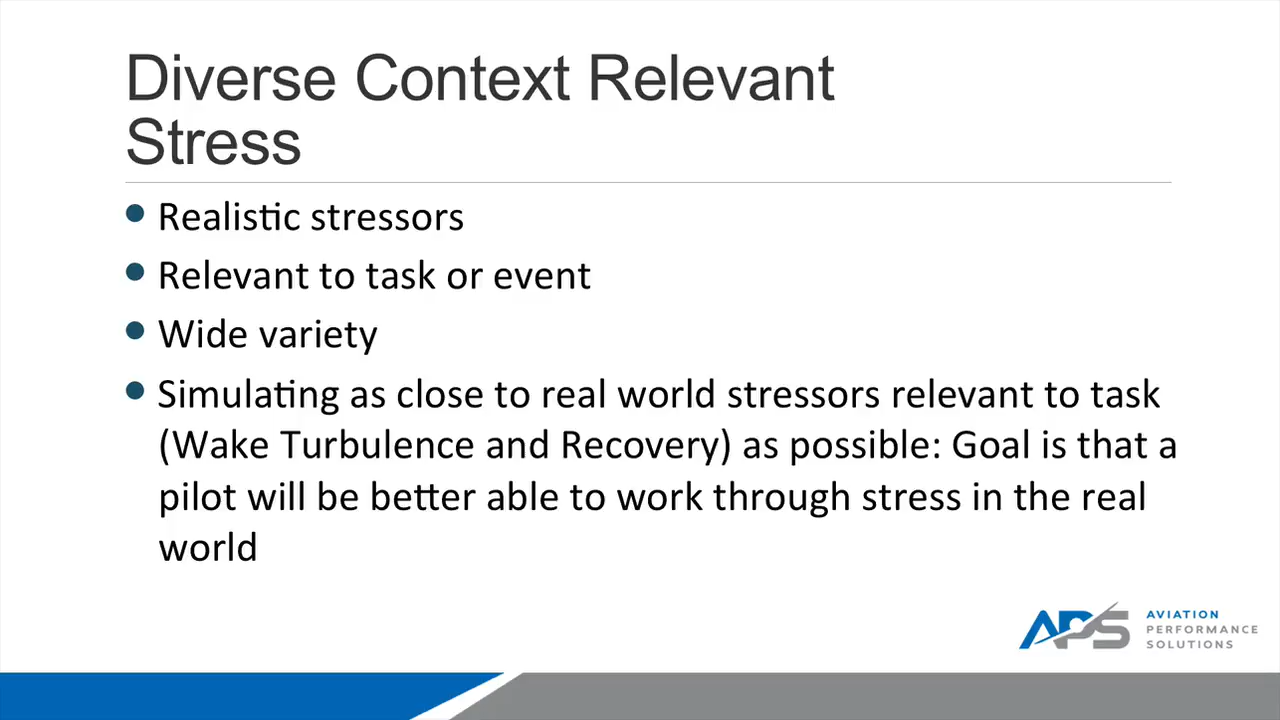 Diverse Context Relevant
Stress
• Realistic stressors
• Relevant to task or event
• Wide variety
• Simulating as close to real world stressors relevant to task
(Wake Turbulence and Recovery) as possible: Goal is that a
pilot will be better able to work through stress in the real
world
APS
AVIATION
PERFORMANCE
SOLUTIONS